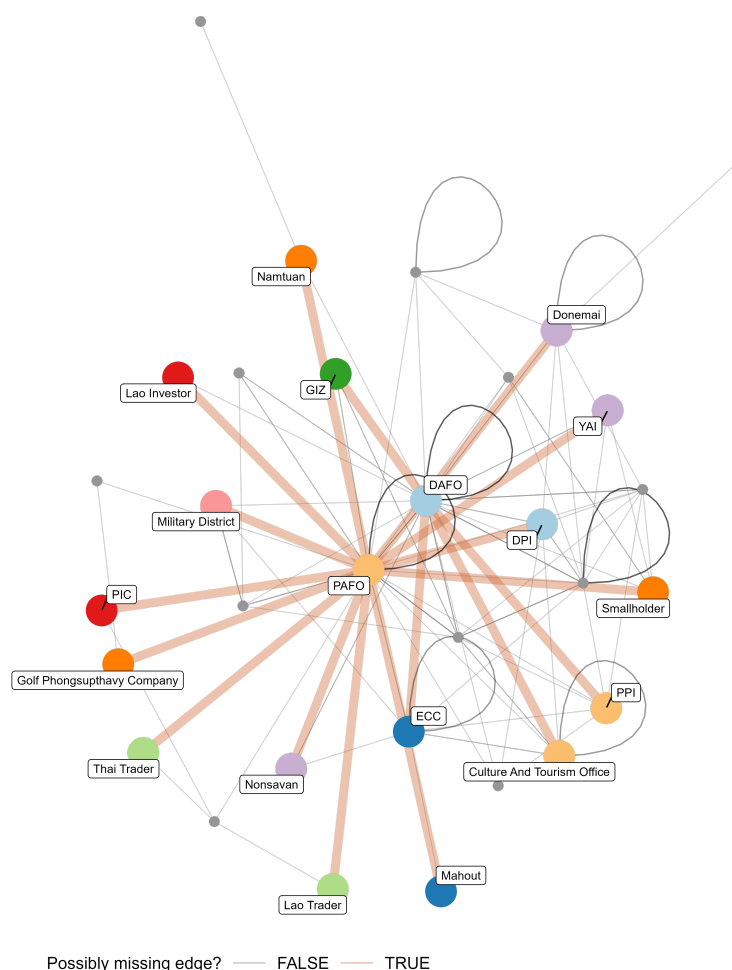 Namtuan
Donemai
Lao Investor
GIZ
YAI
DAFO
Military District
DPI
PAFO
PIC
Smallholder
Golf Phongsupthavy Company
PPI
ECC
Thai Trader
Culture And Tourism Office
Nonsavan
Mahout
Lao Trader
Possibly missing edge? FALSE TRUE